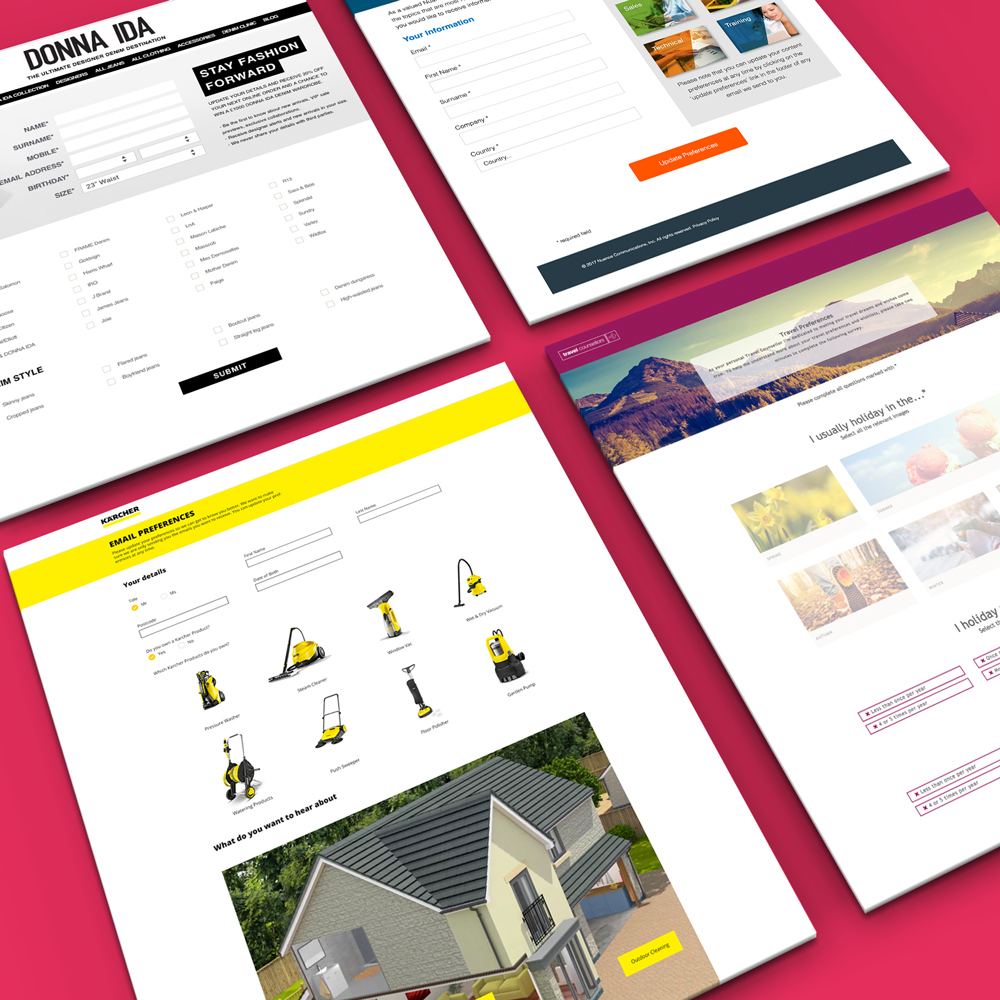 DONNA IDA
THE ULTIMATE DESIGNER DENIM DESTINATION
IDA COLLECTION DESIGNERS ALL JEANS ALL CLOTHING ACCESSORIES DENIM CLINIC BLOG
STAY FASHION
FORWARD
UPDATE YOUR DETAILS AND RECEIVE 20% OFF
YOUR NEXT ONLINE ORDER AND A CHANCE TO
WIN A £1000 DONNA IDA DENIM WARDROBE.
- Be the first to know about new arrivals, VIP sale
previews, exclusive collaborations.
- Receive designer alerts and new arrivals in your size.
- We never share your details with third parties.
NAME*
SURNAME*
MOBILE*
EMAIL ADDRESS*
BIRTHDAY*
SIZE*
23" Waist
FRAME Denim
Goldsign
Harris Wharf
IRO
J Brand
James Jeans
Joie
Leon & Harper
LnA
Maison Labiche
Maison
Mes Demoiselles
Mother Denim
Paige
R13
Sass & Bide
Splendid
Sundry
Varley
Wildfox
& DONNA IDA
STYLE
Skinny jeans
Cropped jeans
Flared jeans
Boyfriend jeans
Bootcut jeans
Straight leg jeans
Denim dungarees
High-waisted jeans
SUBMIT
you would like to receive
Your Information
Email *
First Name *
Surname *
Company *
Country *
Country...
Sales
Technical
Training
Please note that you can update your content
preferences at any time by clicking on the
'update preferences' link in the footer of any
email we send to you.
Update Preferences
* required field
© 2017 Nuance Communications, Inc. All rights reserved. Privacy Policy
travel counsellors
Travel Preferences
As your personal Travel Counsellor I'm dedicated to making your travel dreams and wishes come
true. To help me understand more about your travel preferences and wishlists, please take two
minutes to complete the following survey.
Please complete all questions marked with *
I usually holiday in the...*
Select all the relevant images
SPRING
SUMMER
AUTUMN
WINTER
I holiday
Select
Less than once per year
4 or 5 times per year
Once
Less than once per year
4 or 5 times per year
KARCHER
EMAIL PREFERENCES
Please update your preferences so we can get to know you better. We want to make
sure we are only sending you the emails you want to receive. You can update your pref-
erences at any time.
Your details
Title
Mr
Ms
First Name
Last Name
Postcode
Date of Birth
Do you own a Karcher Product?
Yes
No
Which Karcher Products do you own?
Pressure Washer
Steam Cleaner
Window Vac
Wet & Dry Vacuum
Watering Products
Push Sweeper
Floor Polisher
Garden Pump
What do you want to hear about
Outdoor Cleaning